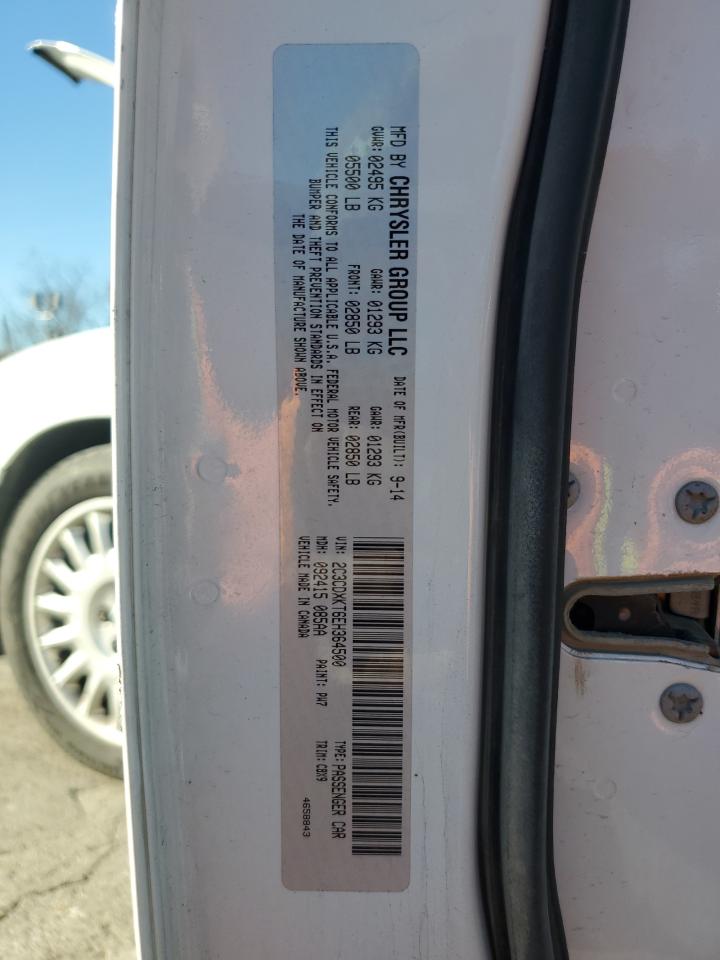 MFD BY CHRYSLER GROUP LLC DATE OF MFR(BUILT): 9-14
GVWR: 02495 KG GAWR: 01293 KG GAWR: 01293 KG
05500 LB FRONT: 02850 LB REAR: 02850 LB
THIS VEHICLE CONFORMS TO ALL APPLICABLE U.S.A. FEDERAL MOTOR VEHICLE SAFETY,
BUMPER AND THEFT PREVENTION STANDARDS IN EFFECT ON
THE DATE OF MANUFACTURE SHOWN ABOVE.
VIN: 2C3CDXKT6EH364500 TYPE: PASSENGER CAR
MDH: 092415 085AA PAINT: PW7 TRIM: CBX9
VEHICLE MADE IN CANADA 4658843